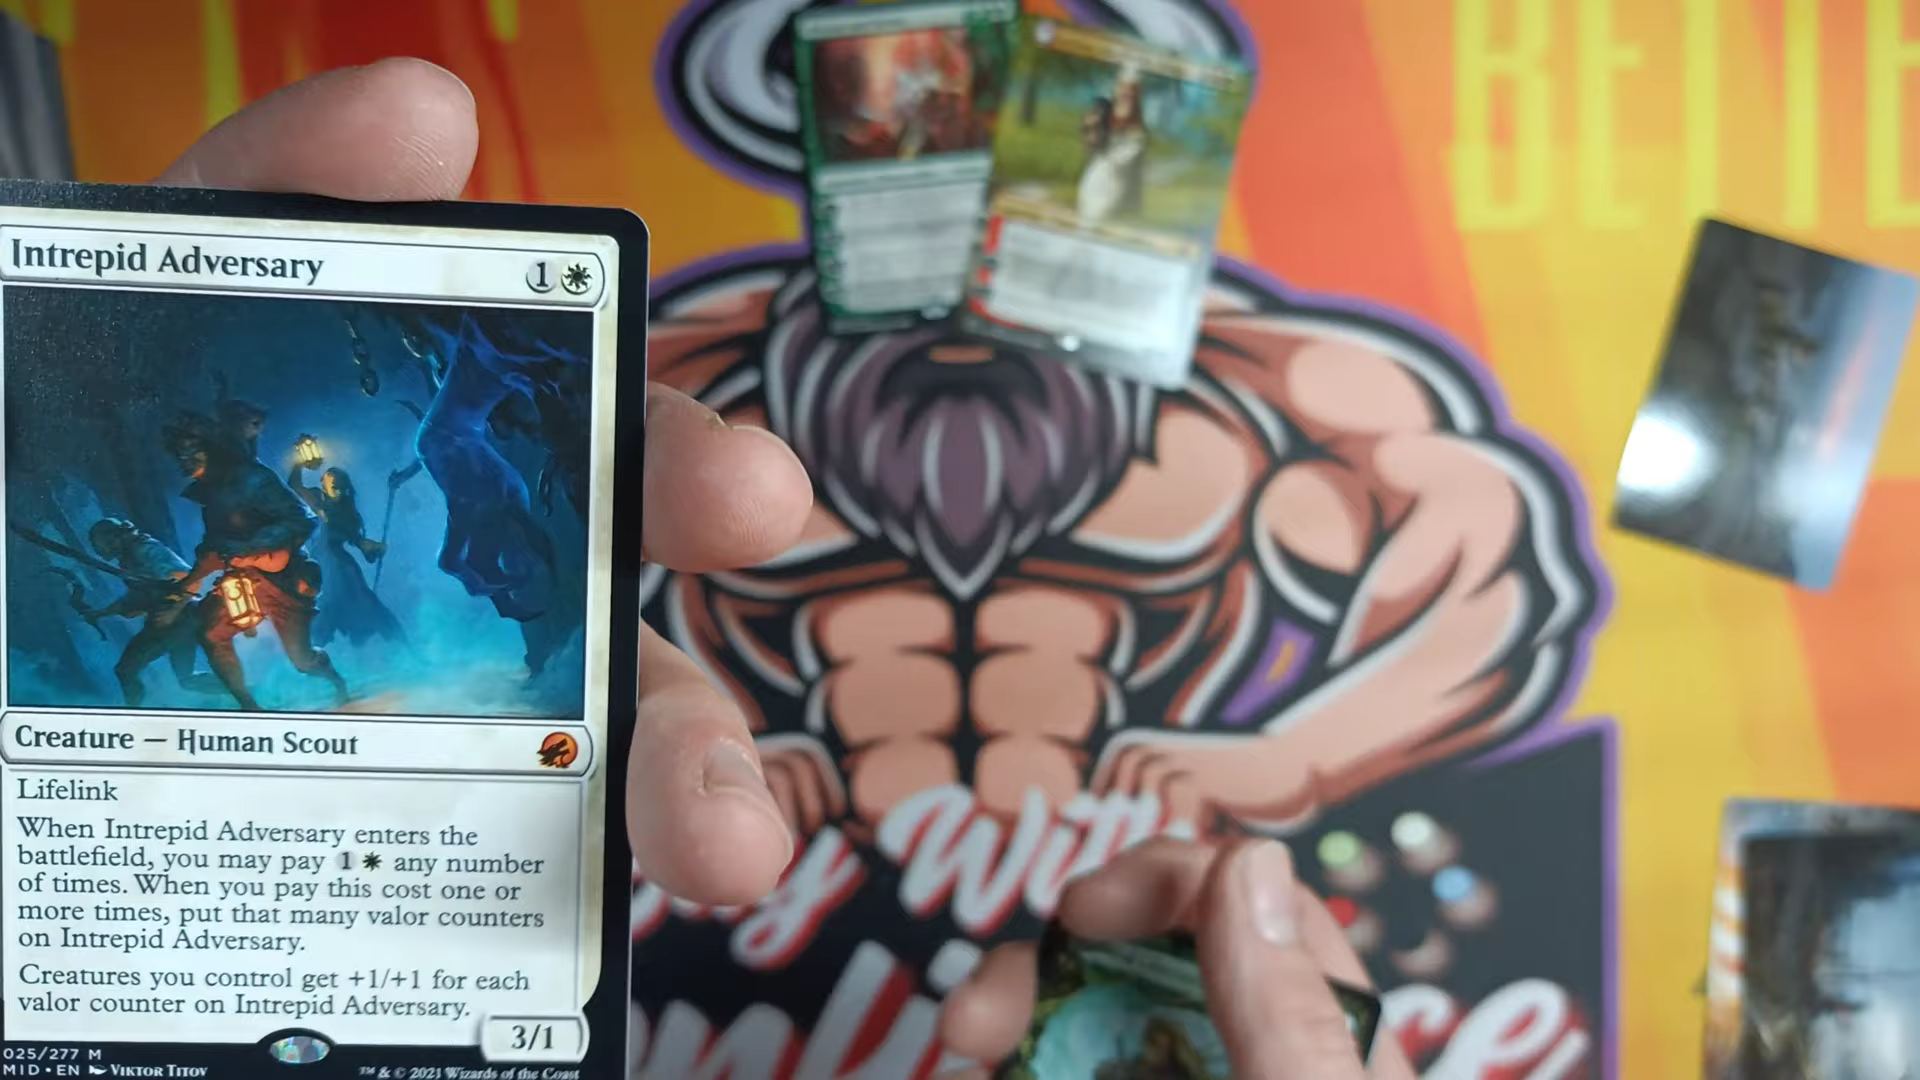 Intrepid Adversary 1
Creature — Human Scout
Lifelink
When Intrepid Adversary enters the
battlefield, you may pay 1 any number
of times. When you pay this cost one or
more times, put that many valor counters
on Intrepid Adversary.
Creatures you control get +1/+1 for each
valor counter on Intrepid Adversary.
3/1
025/277 M
MID • EN VIKTOR TITOV
™ & © 2021 Wizards of the Coast
BETTE
With